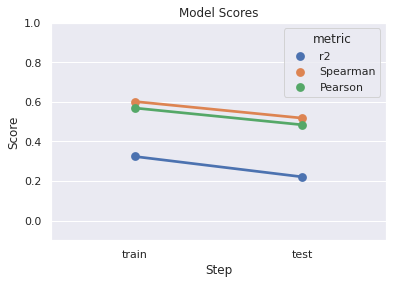 Model Scores
metric
r2
Spearman
Pearson
Score
1.0
0.8
0.6
0.4
0.2
0.0
train
test
Step